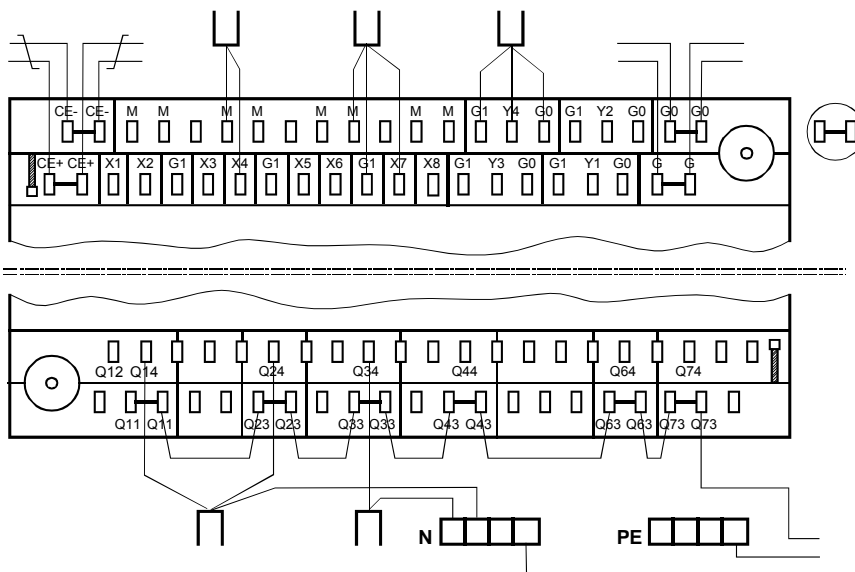 CE- CE- M M M M M M M M G1 Y4 G0 G1 Y2 G0 G0 G0
CE+ CE+ X1 X2 G1 X3 X4 G1 X5 X6 G1 X7 X8 G1 Y3 G0 G1 Y1 G0 G G
Q12 Q14 Q24 Q34 Q44 Q64 Q74
Q11 Q11 Q23 Q23 Q33 Q33 Q43 Q43 Q63 Q63 Q73 Q73
N PE